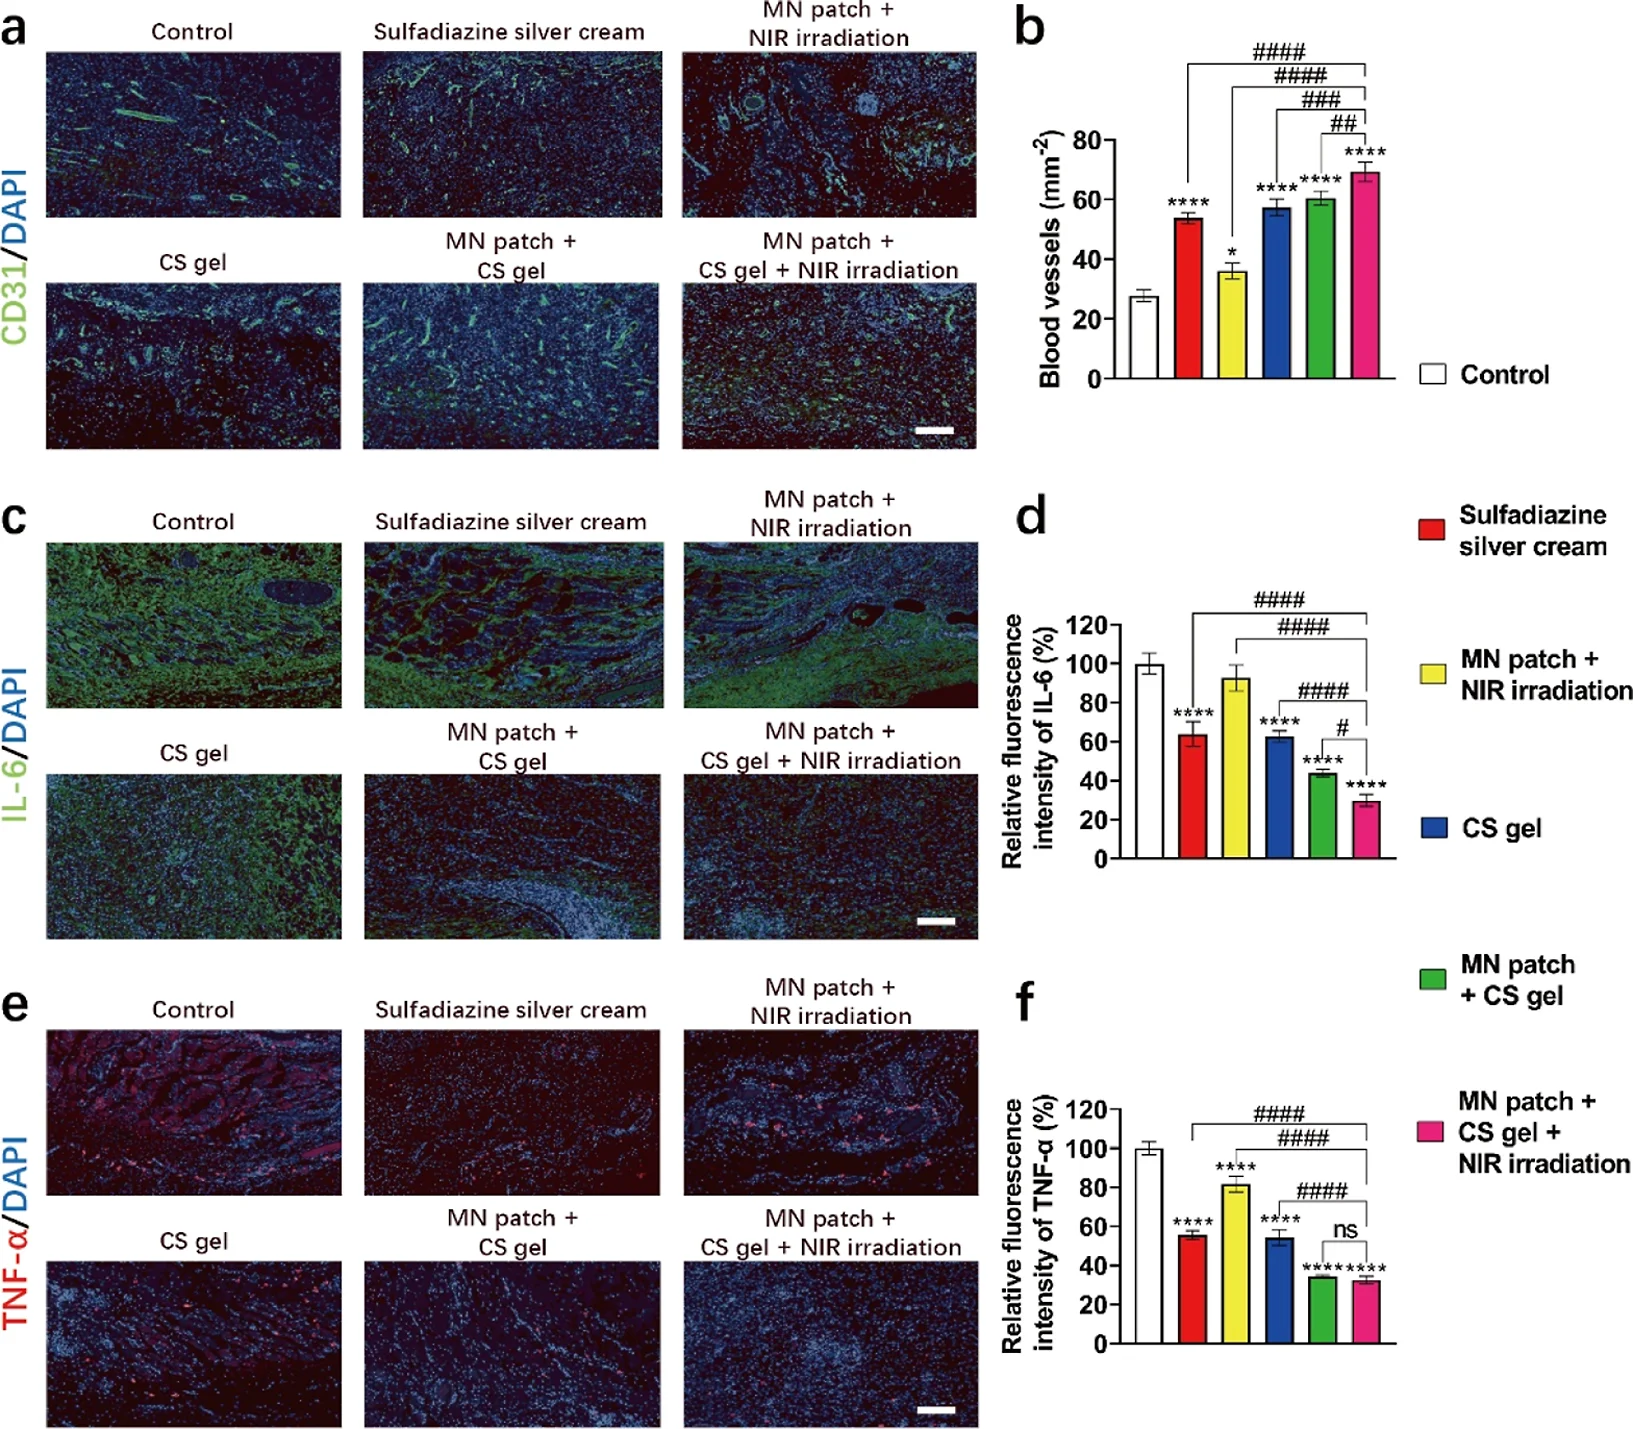 a
Control
Sulfadiazine silver cream
MN patch +
NIR irradiation
CS gel
MN patch +
CS gel
MN patch +
CS gel + NIR irradiation
CD31/DAPI
b
####
####
###
##
****
*
****
****
****
Blood vessels (mm-2)
80
60
40
20
0
c
Control
Sulfadiazine silver cream
MN patch +
NIR irradiation
CS gel
MN patch +
CS gel
MN patch +
CS gel + NIR irradiation
IL-6/DAPI
d
####
####
####
#
****
****
****
****
Relative fluorescence
intensity of IL-6 (%)
120
100
80
60
40
20
0
e
Control
Sulfadiazine silver cream
MN patch +
NIR irradiation
CS gel
MN patch +
CS gel
MN patch +
CS gel + NIR irradiation
TNF-α/DAPI
f
####
####
####
ns
****
****
****
****
****
Relative fluorescence
intensity of TNF-α (%)
120
100
80
60
40
20
0
Control
Sulfadiazine
silver cream
MN patch +
NIR irradiation
CS gel
MN patch
+ CS gel
MN patch +
CS gel +
NIR irradiation